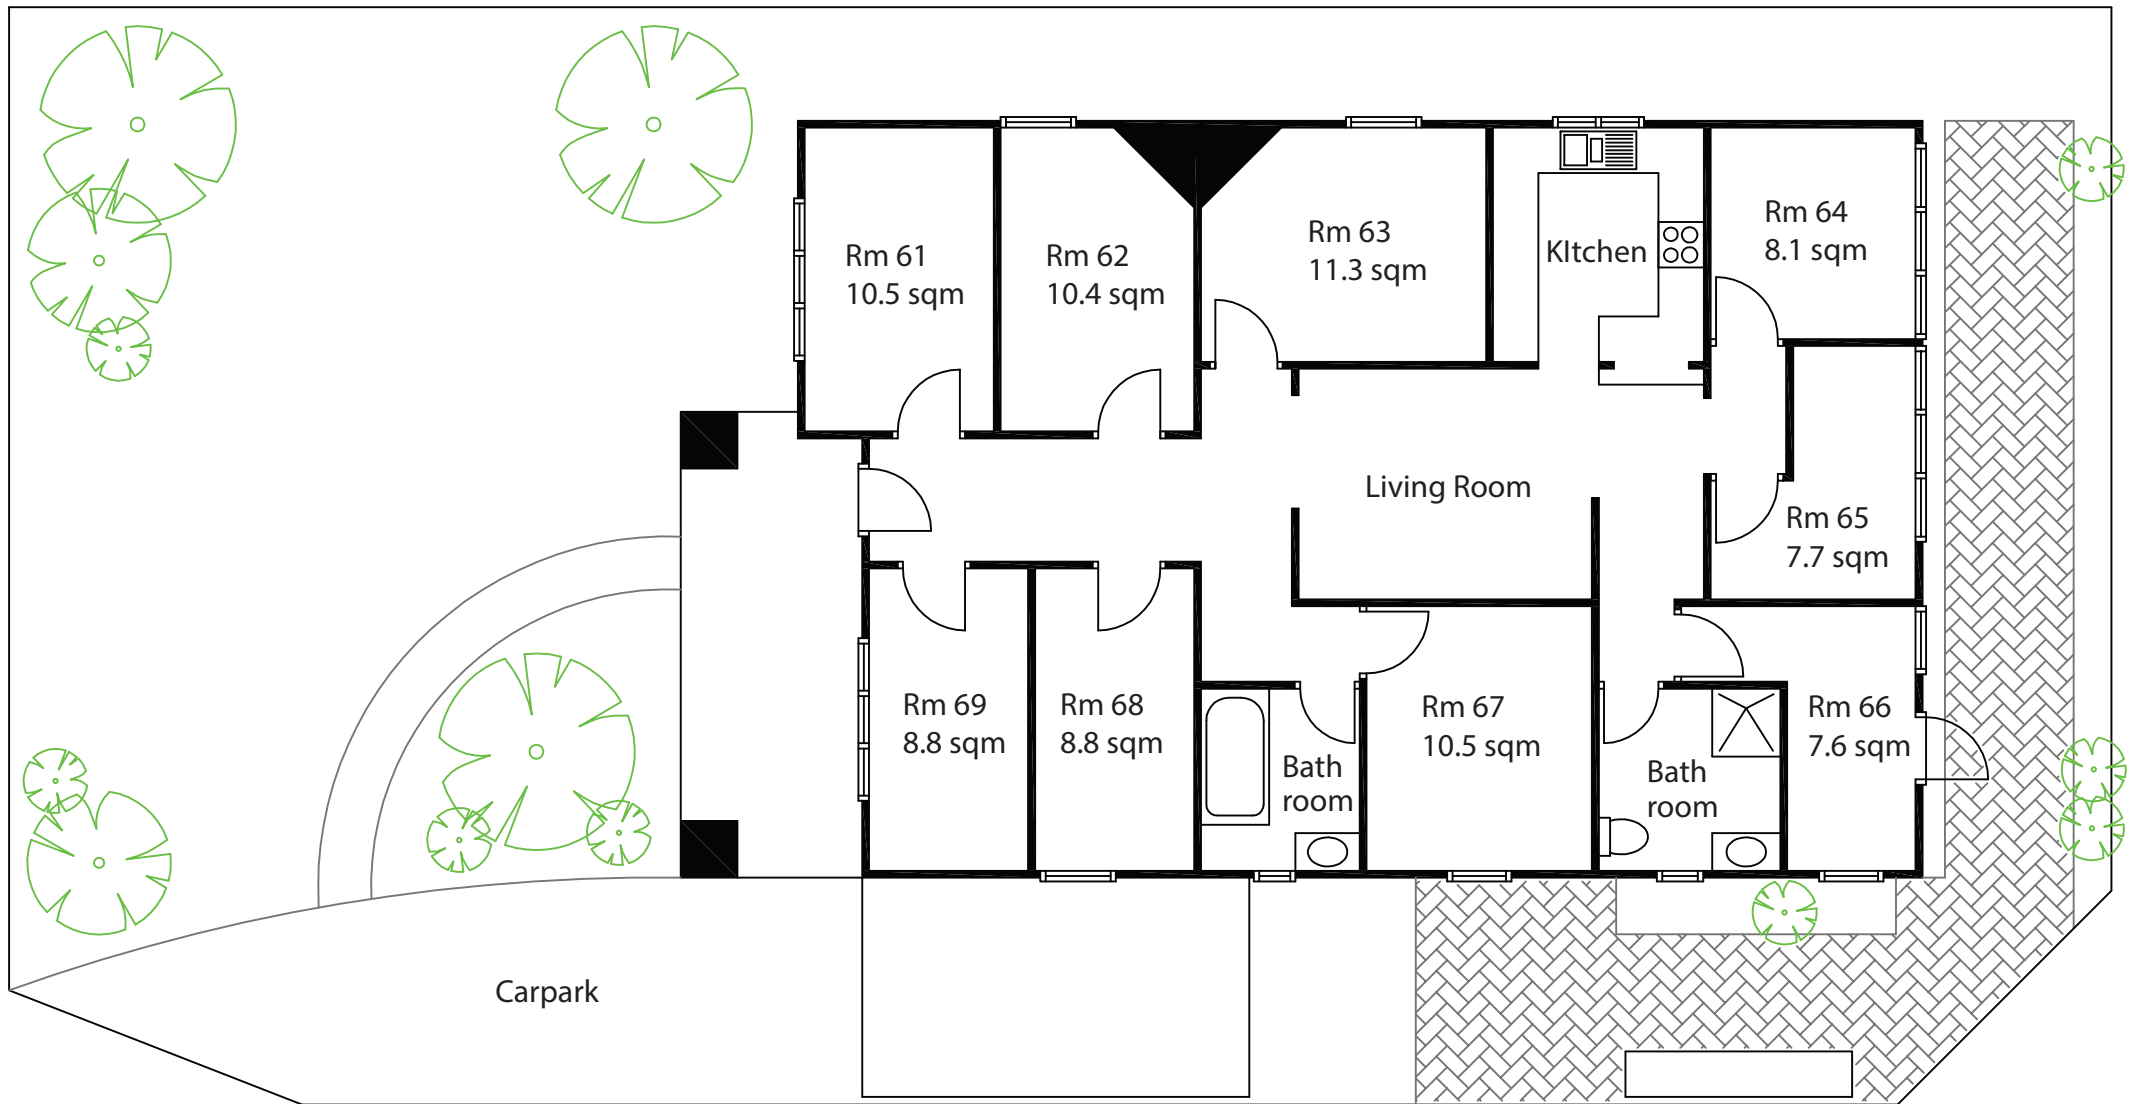 Rm 61
10.5 sqm
Rm 62
10.4 sqm
Rm 63
11.3 sqm
KItchen
Rm 64
8.1 sqm
Living Room
Rm 65
7.7 sqm
Rm 69
8.8 sqm
Rm 68
8.8 sqm
Bath
room
Rm 67
10.5 sqm
Bath
room
Rm 66
7.6 sqm
Carpark